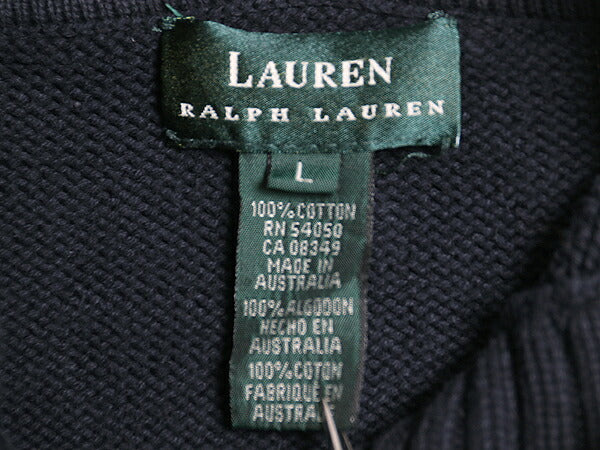 LAUREN
RALPH LAUREN
L
100% COTTON
RN 54050
CA 08349
MADE IN
AUSTRALIA
100% ALGODON
HECHO EN
AUSTRALIA
100% COTON
FABRIQUE EN
AUSTRALIA